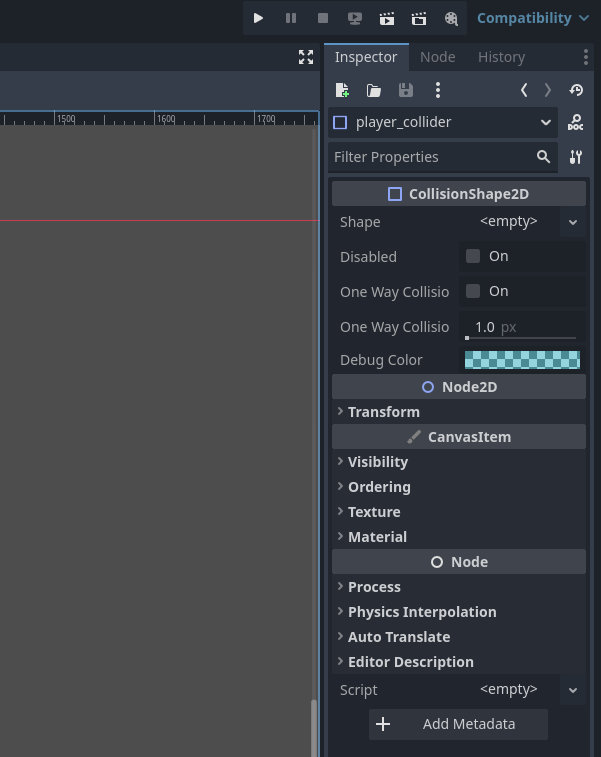 Compatibility
Inspector Node History
player_collider
DOC
Filter Properties
1500 1600 1700
CollisionShape2D
Shape <empty>
Disabled On
One Way Collisio On
One Way Collisio 1.0 px
Debug Color
Node2D
Transform
CanvasItem
Visibility
Ordering
Texture
Material
Node
Process
Physics Interpolation
Auto Translate
Editor Description
Script <empty>
Add Metadata